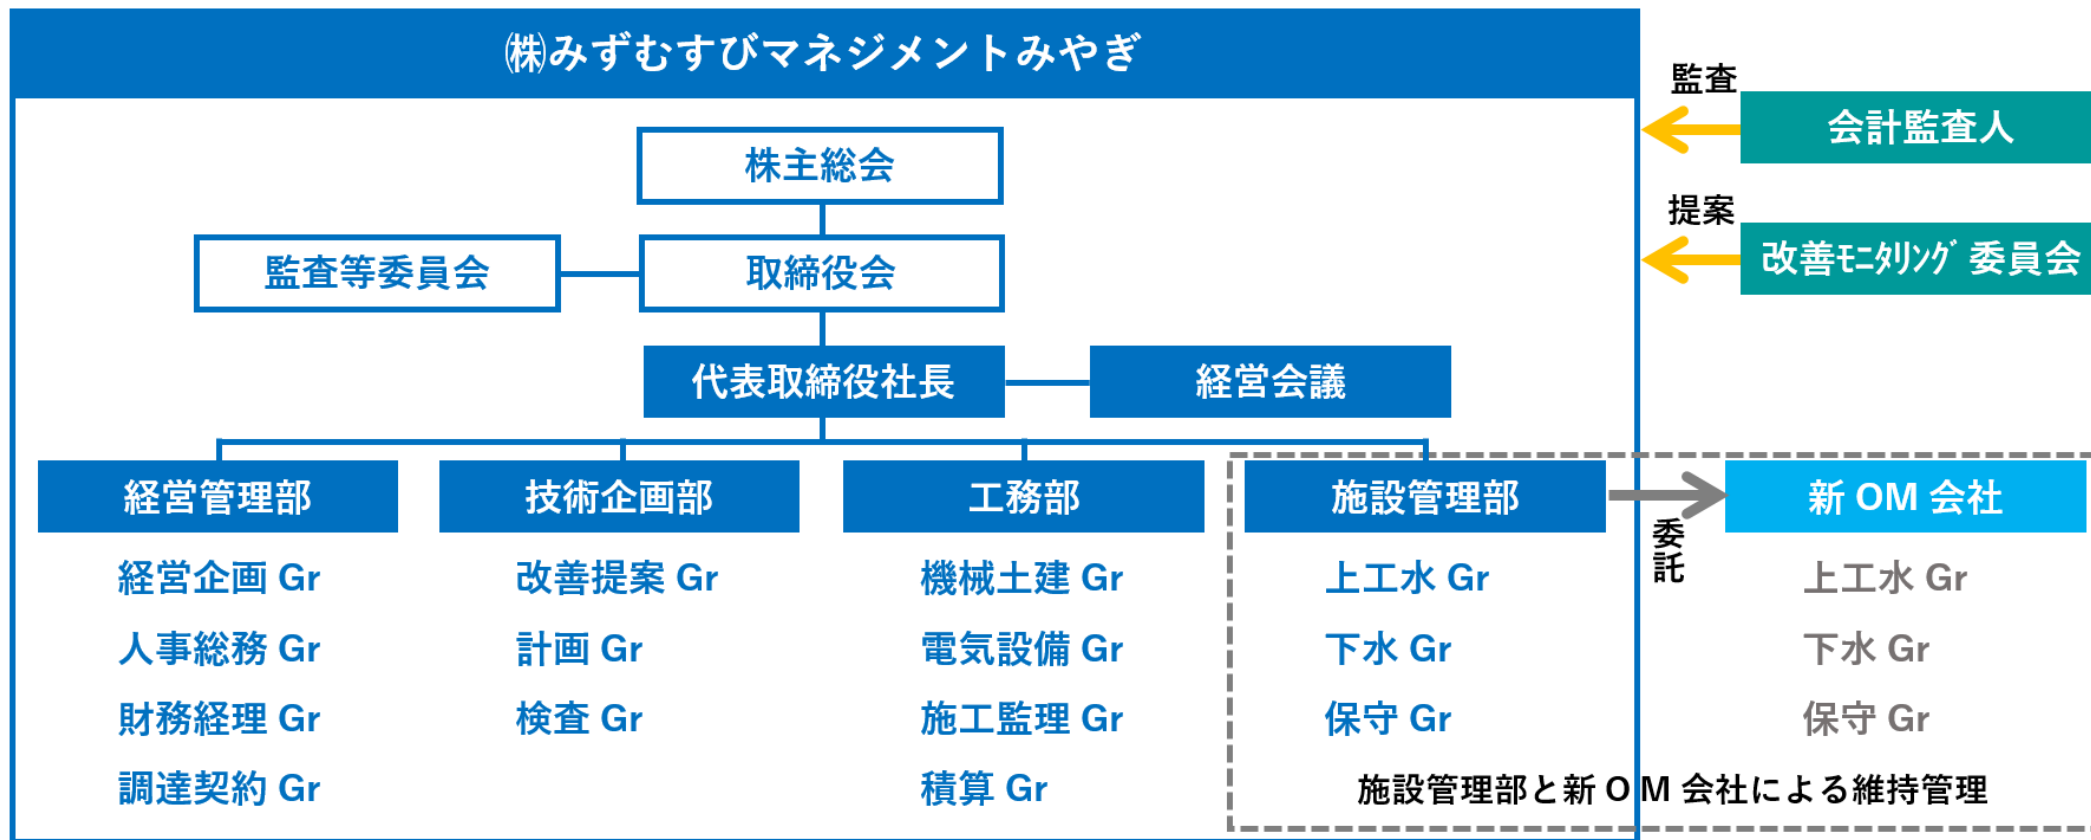 ㈱みずむすびマネジメントみやぎ
監査
会計監査人
株主総会
提案
改善ﾓﾆﾀﾘﾝｸﾞ 委員会
監査等委員会
取締役会
代表取締役社長
経営会議
経営管理部
技術企画部
工務部
施設管理部
委託
新 OM 会社
経営企画 Gr
改善提案 Gr
機械土建 Gr
上工水 Gr
上工水 Gr
人事総務 Gr
計画 Gr
電気設備 Gr
下水 Gr
下水 Gr
財務経理 Gr
検査 Gr
施工監理 Gr
保守 Gr
保守 Gr
調達契約 Gr
積算 Gr
施設管理部と新 O M 会社による維持管理